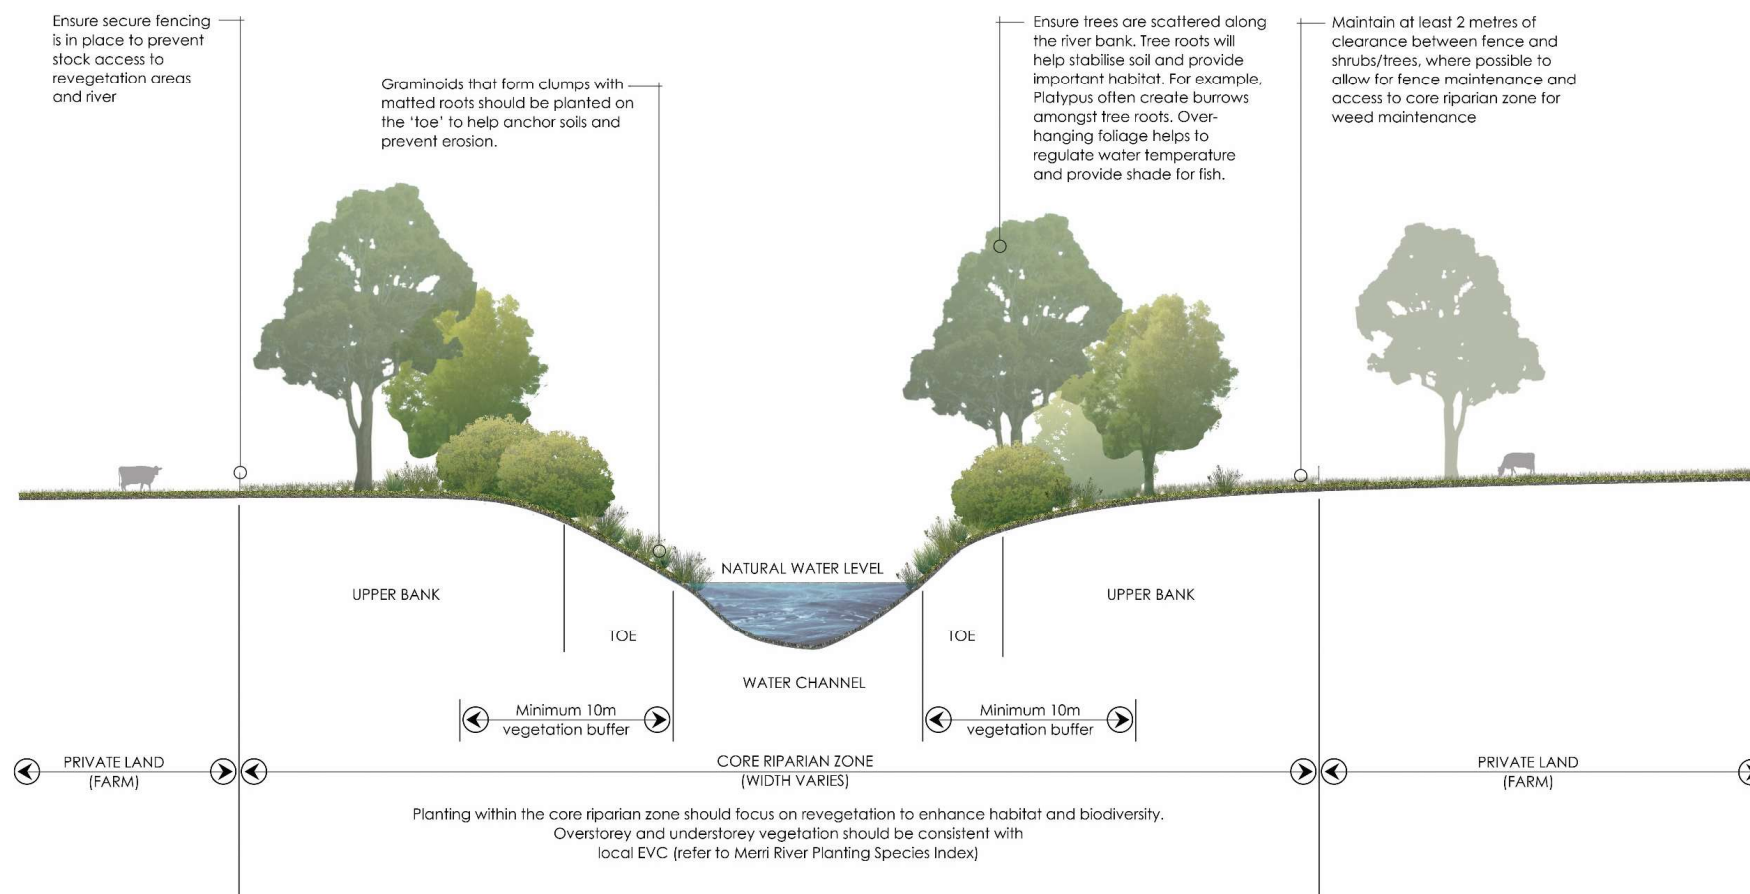 Ensure secure fencing
is in place to prevent
stock access to
revegetation areas
and river
Graminoids that form clumps with
matted roots should be planted on
the ‘toe’ to help anchor soils and
prevent erosion.
Ensure trees are scattered along
the river bank. Tree roots will
help stabilise soil and provide
important habitat. For example,
Platypus often create burrows
amongst tree roots. Over-
hanging foliage helps to
regulate water temperature
and provide shade for fish.
Maintain at least 2 metres of
clearance between fence and
shrubs/trees, where possible to
allow for fence maintenance and
access to core riparian zone for
weed maintenance
NATURAL WATER LEVEL
UPPER BANK
UPPER BANK
TOE
TOE
WATER CHANNEL
Minimum 10m
vegetation buffer
Minimum 10m
vegetation buffer
PRIVATE LAND
(FARM)
CORE RIPARIAN ZONE
(WIDTH VARIES)
PRIVATE LAND
(FARM)
Planting within the core riparian zone should focus on revegetation to enhance habitat and biodiversity.
Overstorey and understorey vegetation should be consistent with
local EVC (refer to Merri River Planting Species Index)